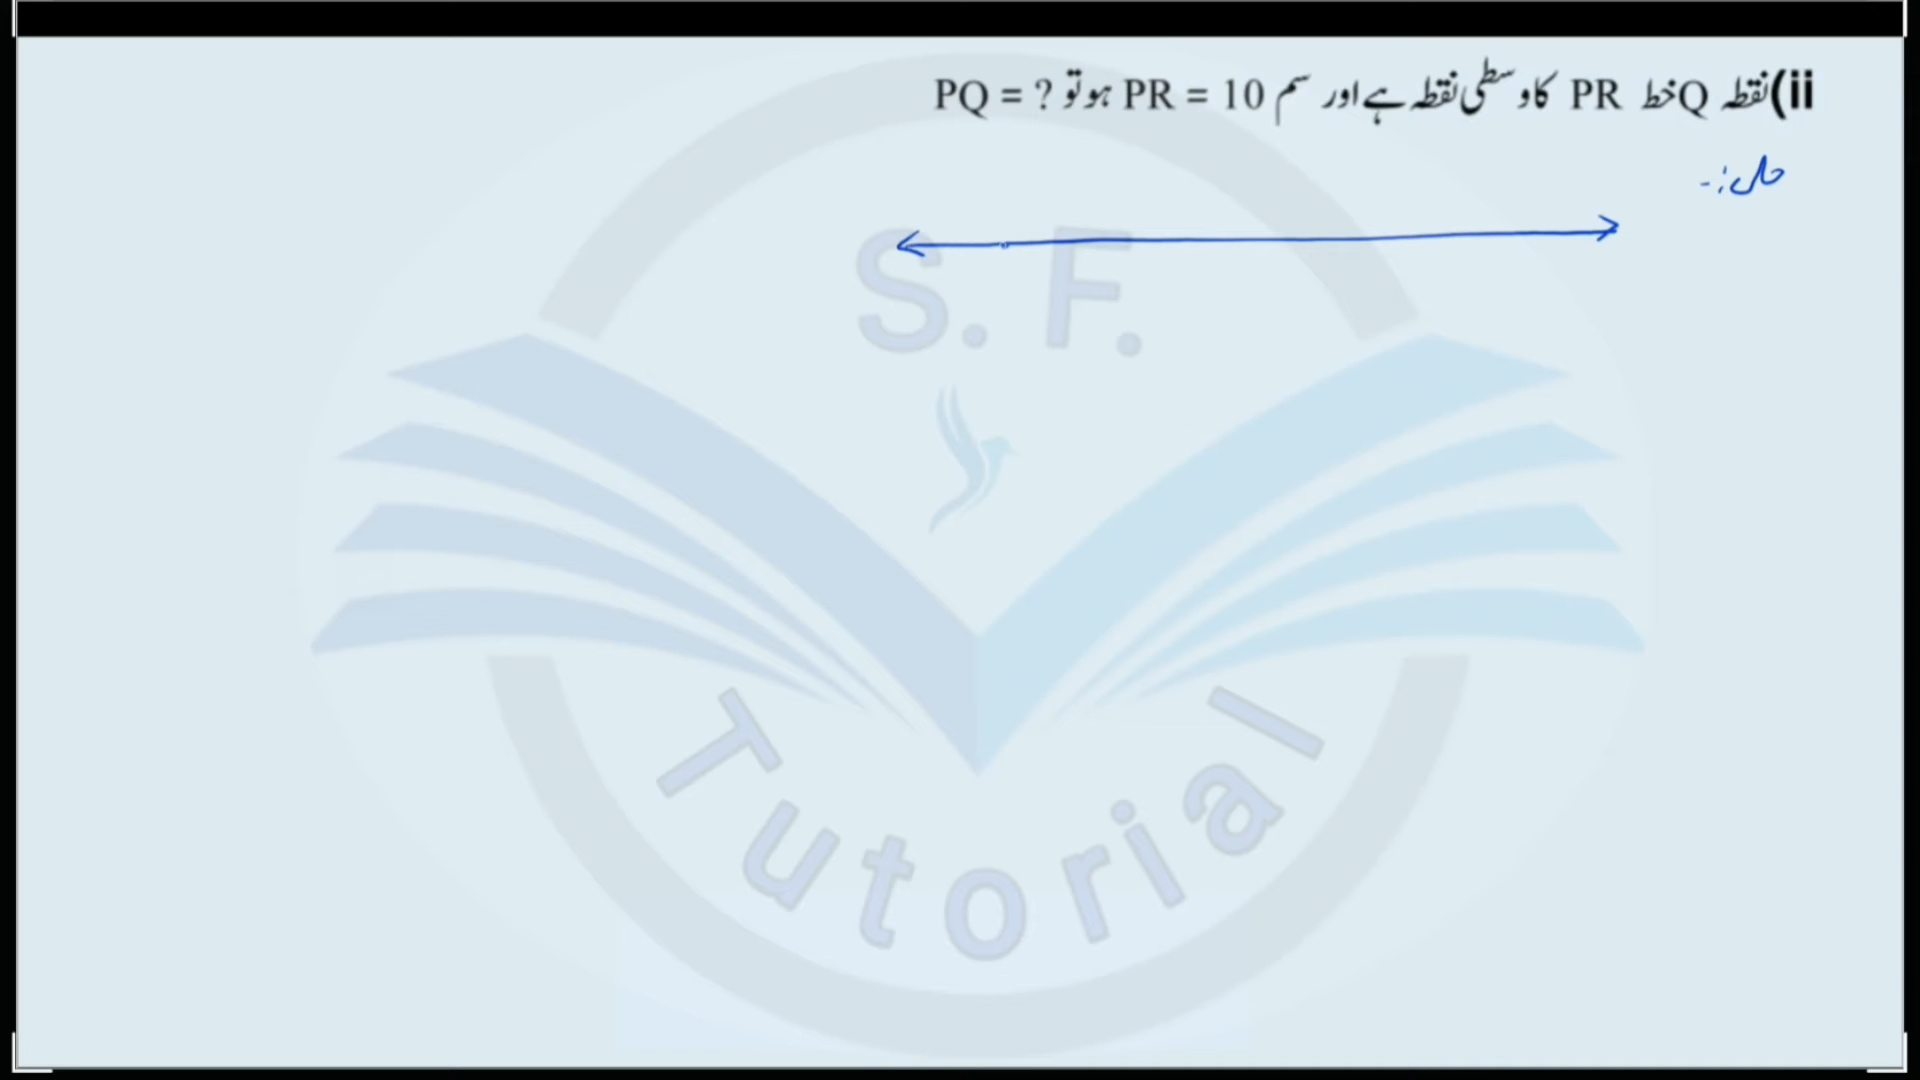 ii) نقطہ Q خط PR کا وسطی نقطہ ہے اور سم PR = 10 ہو تو PQ = ?
حل:-
S. F.
Tutorial